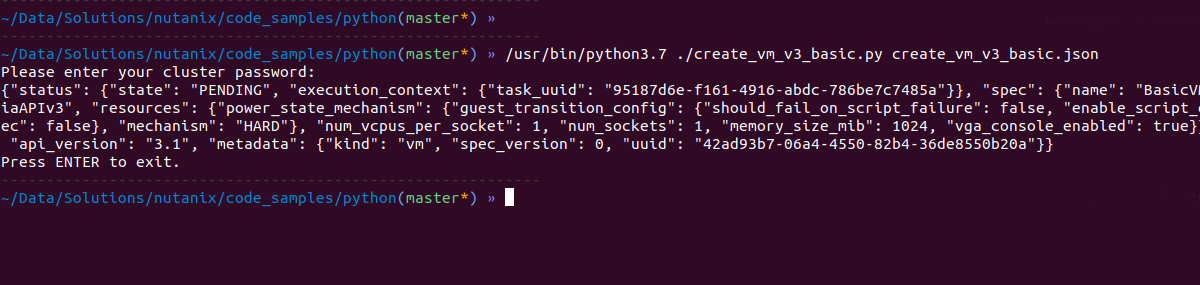 ------------------------------------------------------------
~/Data/Solutions/nutanix/code_samples/python(master*) »
------------------------------------------------------------
~/Data/Solutions/nutanix/code_samples/python(master*) » /usr/bin/python3.7 ./create_vm_v3_basic.py create_vm_v3_basic.json
Please enter your cluster password:
{"status": {"state": "PENDING", "execution_context": {"task_uuid": "95187d6e-f161-4916-abdc-786be7c7485a"}}, "spec": {"name": "BasicVM
iaAPIv3", "resources": {"power_state_mechanism": {"guest_transition_config": {"should_fail_on_script_failure": false, "enable_script_
ec": false}, "mechanism": "HARD"}, "num_vcpus_per_socket": 1, "num_sockets": 1, "memory_size_mib": 1024, "vga_console_enabled": true}
"api_version": "3.1", "metadata": {"kind": "vm", "spec_version": 0, "uuid": "42ad93b7-06a4-4550-82b4-36de8550b20a"}}
Press ENTER to exit.
------------------------------------------------------------
~/Data/Solutions/nutanix/code_samples/python(master*) »